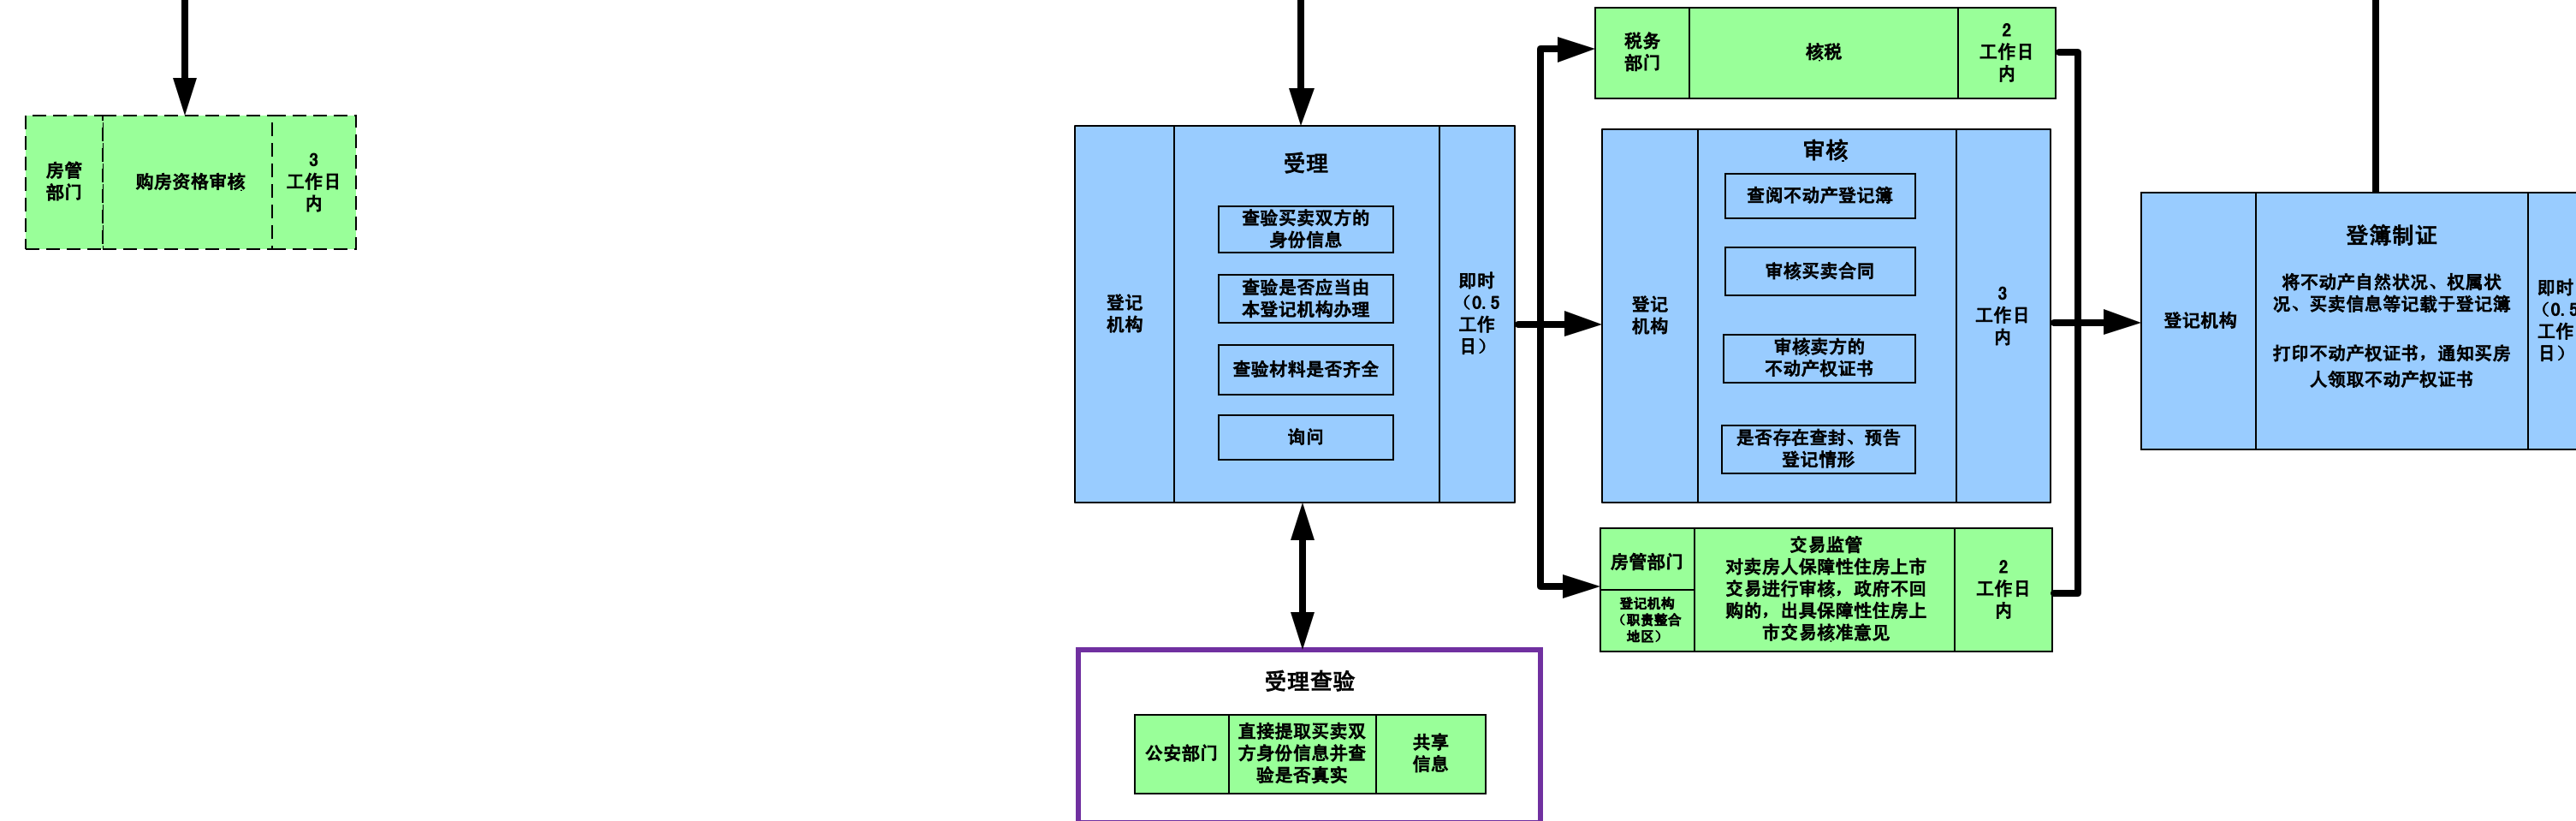 房管
部门
购房资格审核
3
工作日
内
登记
机构
受理
查验买卖双方的
身份信息
查验是否应当由
本登记机构办理
查验材料是否齐全
询问
即时
（0.5
工作
日）
受理查验
公安部门
直接提取买卖双
方身份信息并查
验是否真实
共享
信息
税务
部门
核税
2
工作日
内
登记
机构
审核
查阅不动产登记簿
审核买卖合同
审核卖方的
不动产权证书
是否存在查封、预告
登记情形
3
工作日
内
房管部门
登记机构
（职责整合
地区）
交易监管
对卖房人保障性住房上市
交易进行审核，政府不回
购的，出具保障性住房上
市交易核准意见
2
工作日
内
登记机构
登簿制证
将不动产自然状况、权属状
况、买卖信息等记载于登记簿
打印不动产权证书，通知买房
人领取不动产权证书
即时
（0.5
工作
日）